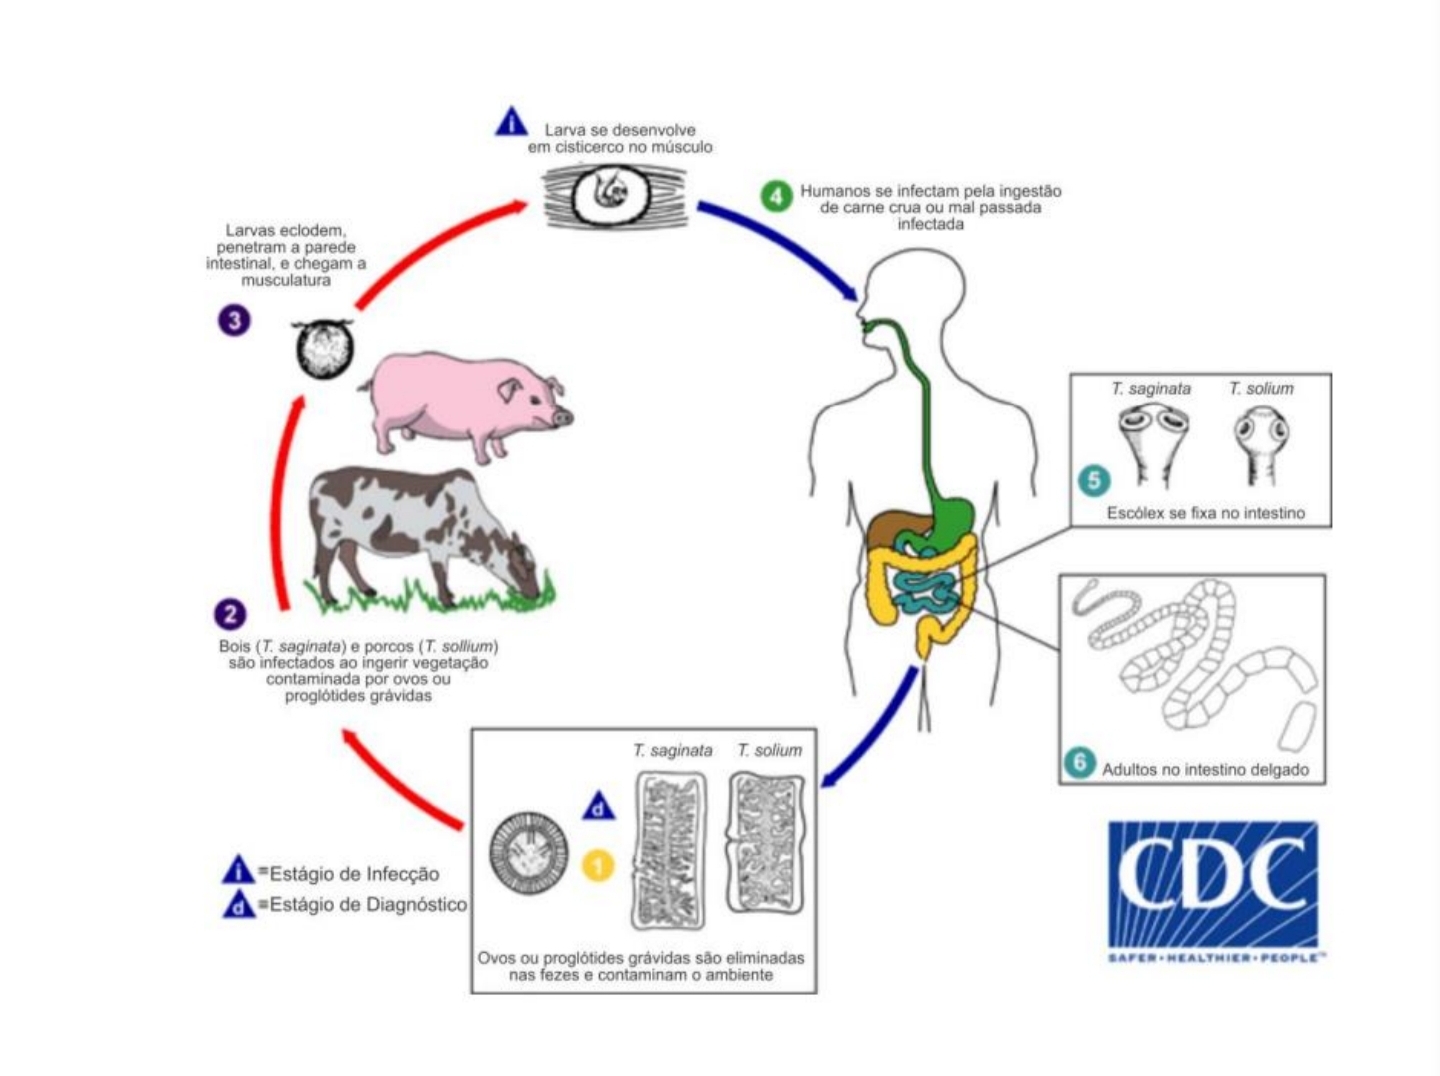 i
Larva se desenvolve
em cisticerco no músculo
4
Humanos se infectam pela ingestão
de carne crua ou mal passada
infectada
Larvas eclodem,
penetram a parede
intestinal, e chegam a
musculatura
3
T. saginata T. solium
5
Escólex se fixa no intestino
2
Bois (T. saginata) e porcos (T. sollium)
são infectados ao ingerir vegetação
contaminada por ovos ou
proglótides grávidas
6
Adultos no intestino delgado
T. saginata T. solium
d
1
Ovos ou proglótides grávidas são eliminadas
nas fezes e contaminam o ambiente
i =Estágio de Infecção
d =Estágio de Diagnóstico
CDC
SAFER • HEALTHIER • PEOPLE™